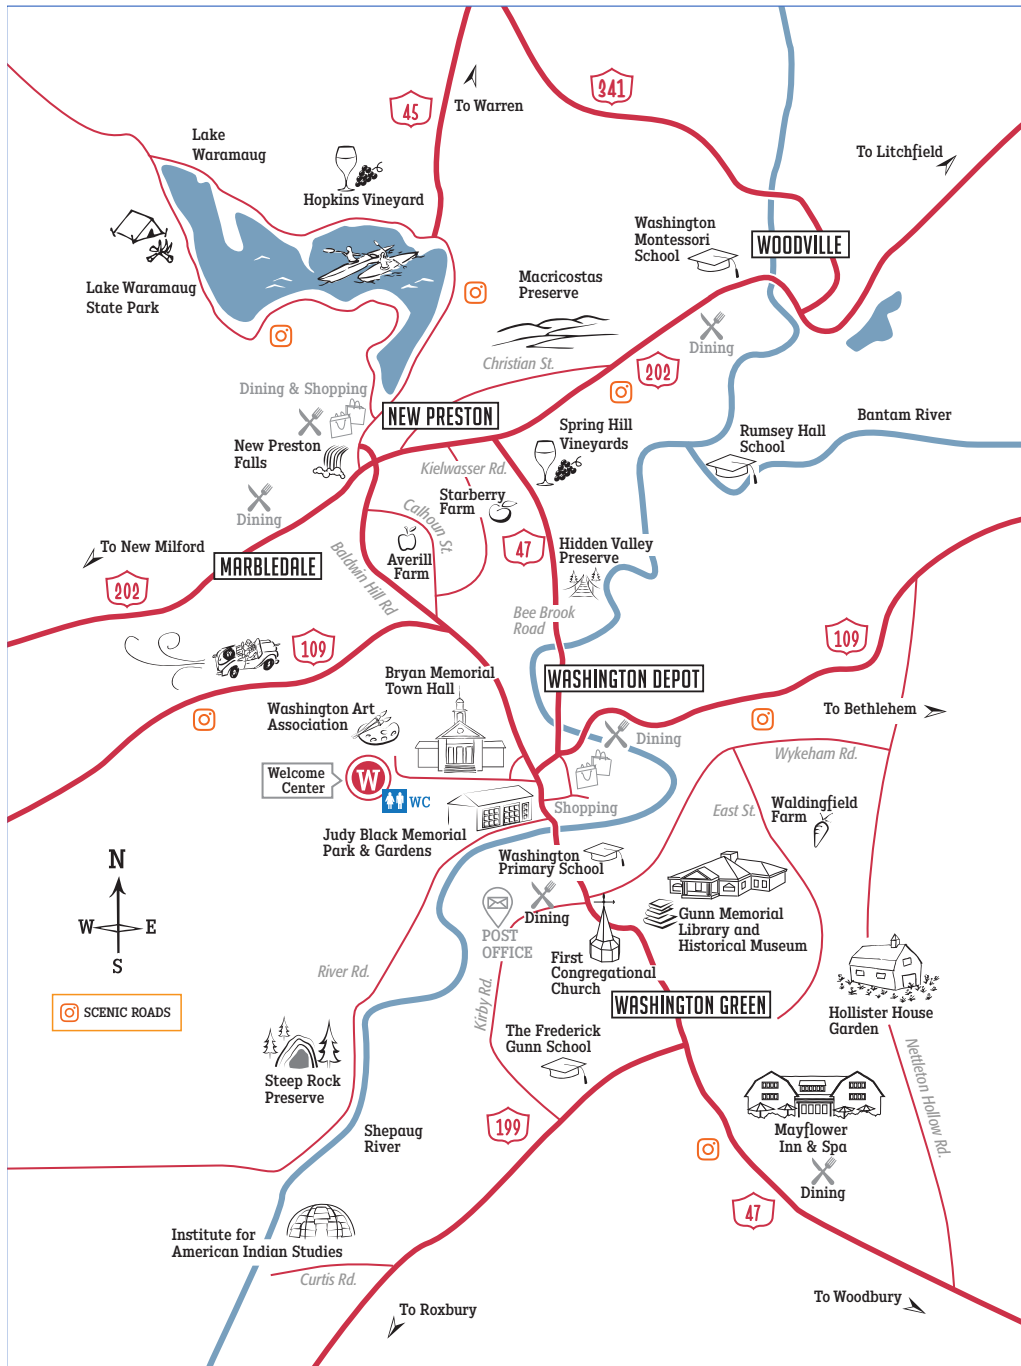 45
To Warren
341
To Litchfield
Lake
Waramaug
Hopkins Vineyard
Washington
Montessori
School
WOODVILLE
Lake Waramaug
State Park
Macricostas
Preserve
Christian St.
Dining
202
Dining & Shopping
NEW PRESTON
New Preston
Falls
Spring Hill
Vineyards
Bantam River
Rumsey Hall
School
Kielwasser Rd.
Starberry
Farm
Dining
Calhoun St.
To New Milford
202
MARBLEDALE
Averill
Farm
47
Hidden Valley
Preserve
Baldwin Hill Rd
Bee Brook
Road
109
109
Bryan Memorial
Town Hall
WASHINGTON DEPOT
Washington Art
Association
To Bethlehem
Dining
Wykeham Rd.
Welcome
Center
W
WC
Shopping
East St.
Waldingfield
Farm
Judy Black Memorial
Park & Gardens
Washington
Primary School
N
W
E
S
Dining
POST
OFFICE
Gunn Memorial
Library and
Historical Museum
First
Congregational
Church
River Rd.
Kirby Rd.
WASHINGTON GREEN
Hollister House
Garden
SCENIC ROADS
The Frederick
Gunn School
Nettleton Hollow Rd.
Steep Rock
Preserve
199
Shepaug
River
Mayflower
Inn & Spa
Dining
47
Institute for
American Indian Studies
Curtis Rd.
To Roxbury
To Woodbury